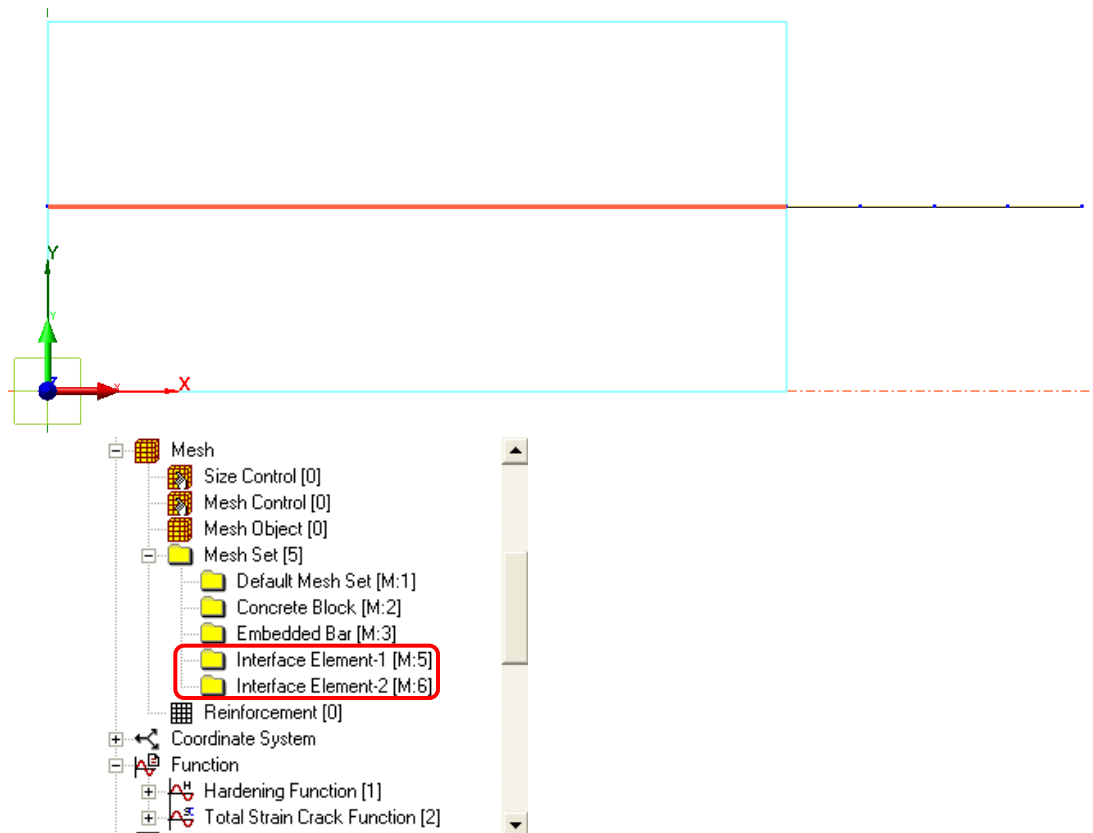 Y
Y
Z
X
X
Mesh
Size Control [0]
Mesh Control [0]
Mesh Object [0]
Mesh Set [5]
Default Mesh Set [M:1]
Concrete Block [M:2]
Embedded Bar [M:3]
Interface Element-1 [M:5]
Interface Element-2 [M:6]
Reinforcement [0]
Coordinate System
Function
Hardening Function [1]
Total Strain Crack Function [2]